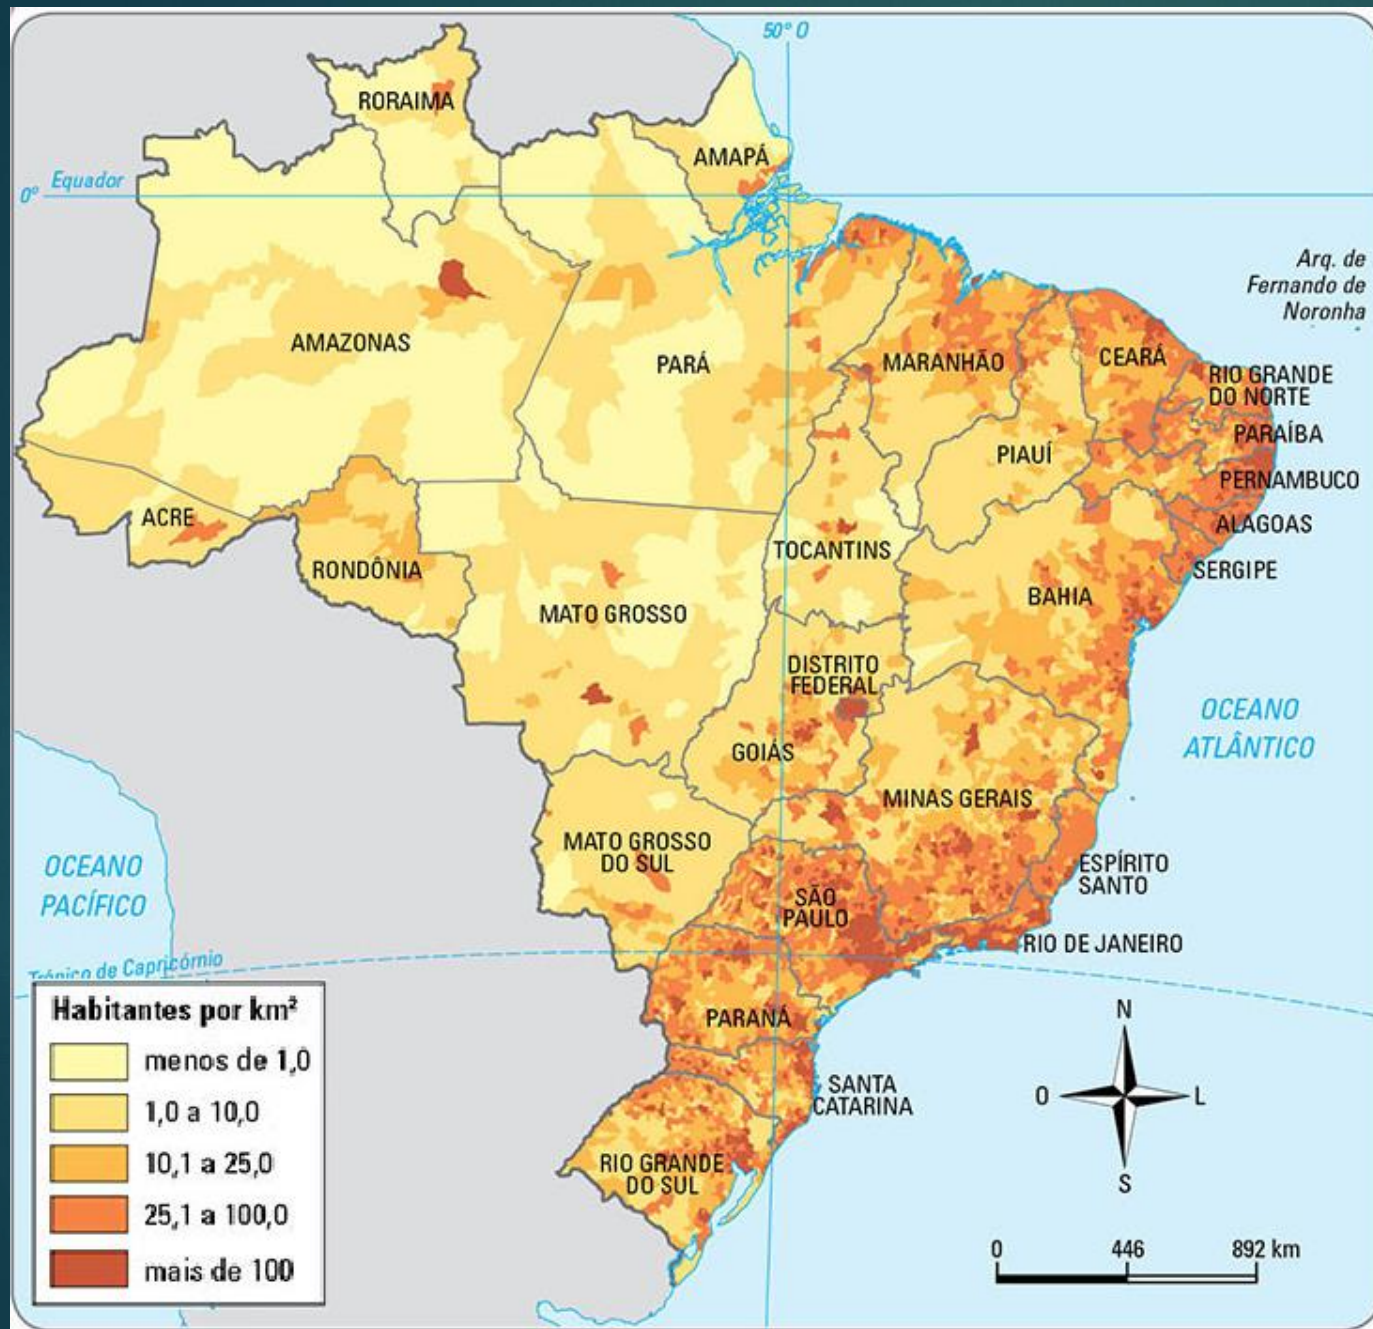 50° O
RORAIMA
AMAPÁ
Equador
0°
Arq. de
Fernando de
Noronha
AMAZONAS
PARÁ
MARANHÃO
CEARÁ
RIO GRANDE
DO NORTE
PARAÍBA
PIAUÍ
PERNAMBUCO
ACRE
ALAGOAS
TOCANTINS
RONDÔNIA
SERGIPE
BAHIA
MATO GROSSO
DISTRITO
FEDERAL
OCEANO
ATLÂNTICO
GOIÁS
MINAS GERAIS
MATO GROSSO
DO SUL
OCEANO
PACÍFICO
ESPÍRITO
SANTO
SÃO
PAULO
RIO DE JANEIRO
Trópico de Capricórnio
PARANÁ
SANTA
CATARINA
RIO GRANDE
DO SUL
Habitantes por km²
menos de 1,0
1,0 a 10,0
10,1 a 25,0
25,1 a 100,0
mais de 100
N
O
L
S
0 446 892 km